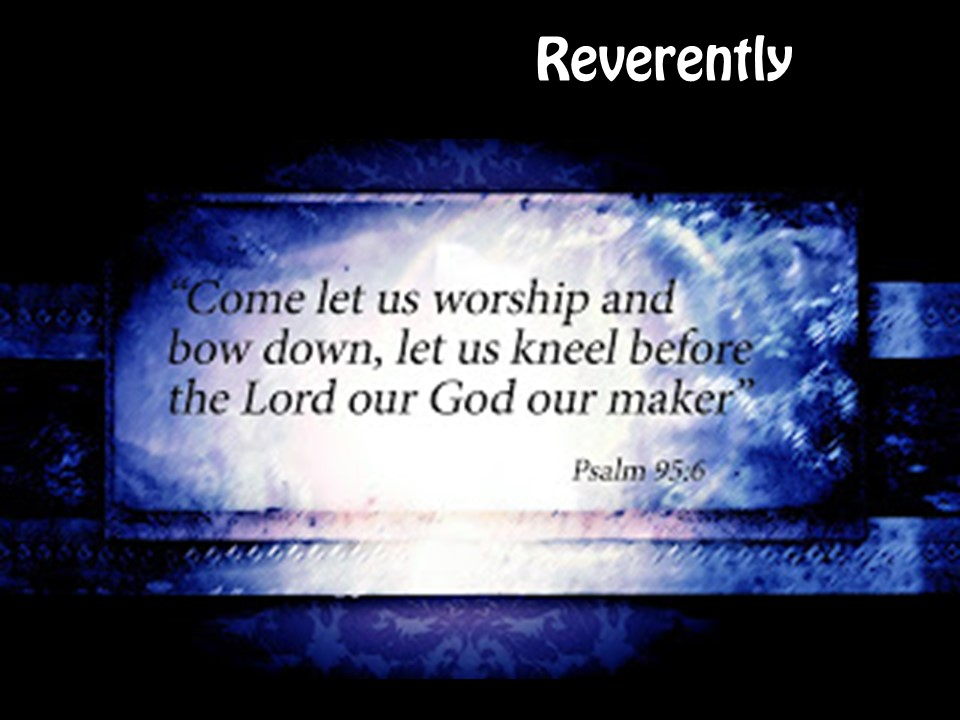 Reverently
“Come let us worship and
bow down, let us kneel before
the Lord our God our maker”
Psalm 95:6